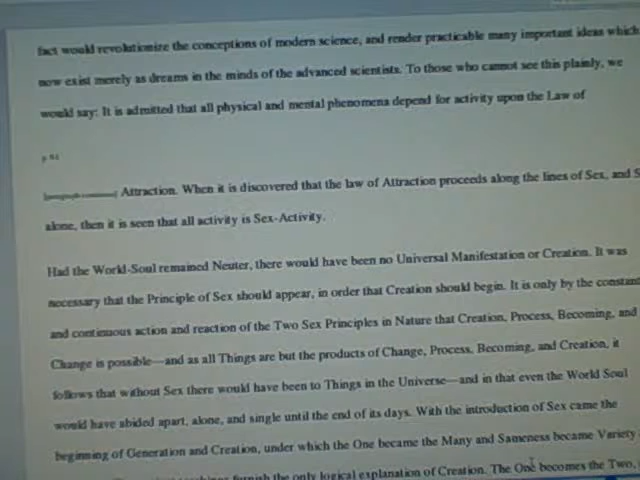 fact would revolutionize the conceptions of modern science, and render practicable many important ideas which
now exist merely as dreams in the minds of the advanced scientists. To those who cannot see this plainly, we
would say: It is admitted that all physical and mental phenomena depend for activity upon the Law of
[paragraph continues] Attraction. When it is discovered that the law of Attraction proceeds along the lines of Sex, and S
alone, then it is seen that all activity is Sex-Activity.
Had the World-Soul remained Neuter, there would have been no Universal Manifestation or Creation. It was
necessary that the Principle of Sex should appear, in order that Creation should begin. It is only by the constant
and continuous action and reaction of the Two Sex Principles in Nature that Creation, Process, Becoming, and
Change is possible—and as all Things are but the products of Change, Process, Becoming, and Creation, it
follows that without Sex there would have been to Things in the Universe—and in that even the World Soul
would have abided apart, alone, and single until the end of its days. With the introduction of Sex came the
beginning of Generation and Creation, under which the One became the Many and Sameness became Variety
furnish the only logical explanation of Creation. The One becomes the Two,